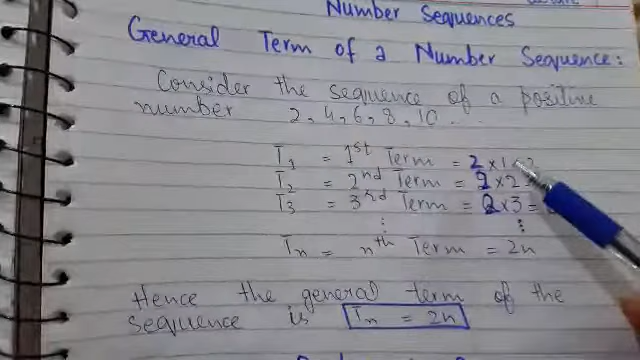 Number Sequences
General Term of a Number Sequence:
Consider the sequence of a positive
number 2, 4, 6, 8, 10 . . .
T₁ = 1st Term = 2 × 1 = 2
T₂ = 2nd Term = 2 × 2
T₃ = 3rd Term = 2 × 3 =
⋮ ⋮
Tn = nth Term = 2n
Hence the general term of the
sequence is Tn = 2n